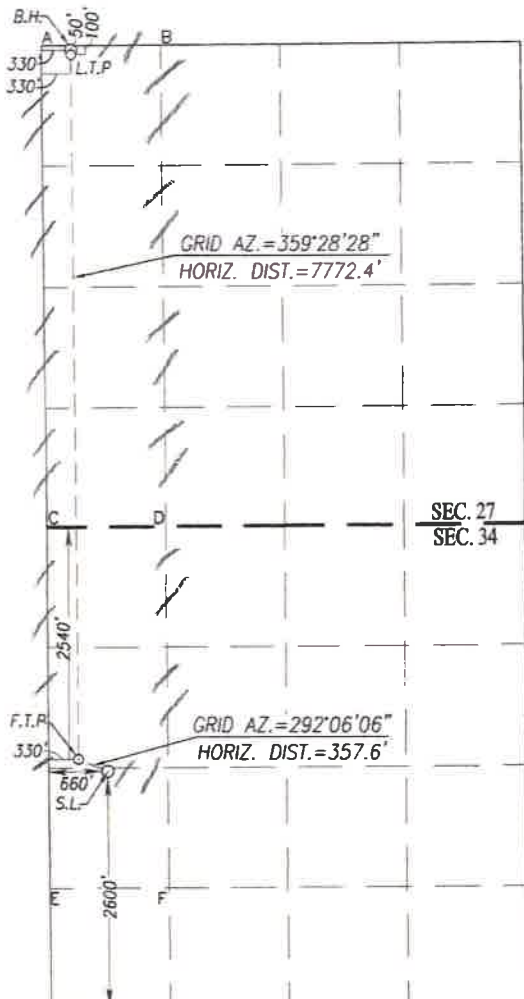 B.H.
50'
100'
A
B
330'
L.T.P
330'
GRID AZ.=359°28'28"
HORIZ. DIST.=7772.4'
C
D
SEC. 27
SEC. 34
2540'
GRID AZ.=292°06'06"
F.T.P.
HORIZ. DIST.=357.6'
330'
660'
S.L.
2600'
E
F